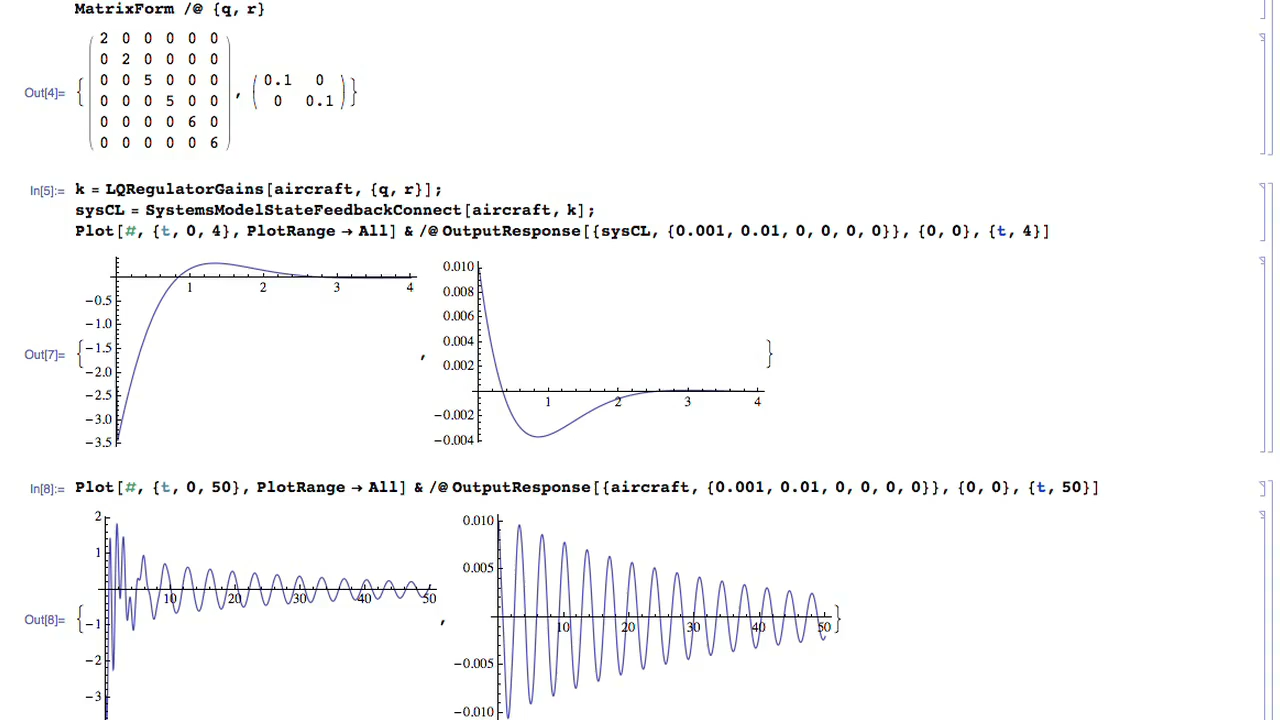 MatrixForm /@ {q, r}
Out[4]= { ( 2 0 0 0 0 0
0 2 0 0 0 0
0 0 5 0 0 0
0 0 0 5 0 0
0 0 0 0 6 0
0 0 0 0 0 6 ) , ( 0.1 0
0 0.1 ) }
In[5]:= k = LQRegulatorGains[aircraft, {q, r}];
sysCL = SystemsModelStateFeedbackConnect[aircraft, k];
Plot[#, {t, 0, 4}, PlotRange → All] & /@ OutputResponse[{sysCL, {0.001, 0.01, 0, 0, 0, 0}}, {0, 0}, {t, 4}]
Out[7]= {
1 2 3 4
-0.5
-1.0
-1.5
-2.0
-2.5
-3.0
-3.5
,
0.010
0.008
0.006
0.004
0.002
1 2 3 4
-0.002
-0.004
}
In[8]:= Plot[#, {t, 0, 50}, PlotRange → All] & /@ OutputResponse[{aircraft, {0.001, 0.01, 0, 0, 0, 0}}, {0, 0}, {t, 50}]
Out[8]= {
2
1
10 20 30 40 50
-1
-2
-3
,
0.010
0.005
10 20 30 40 50
-0.005
-0.010
}